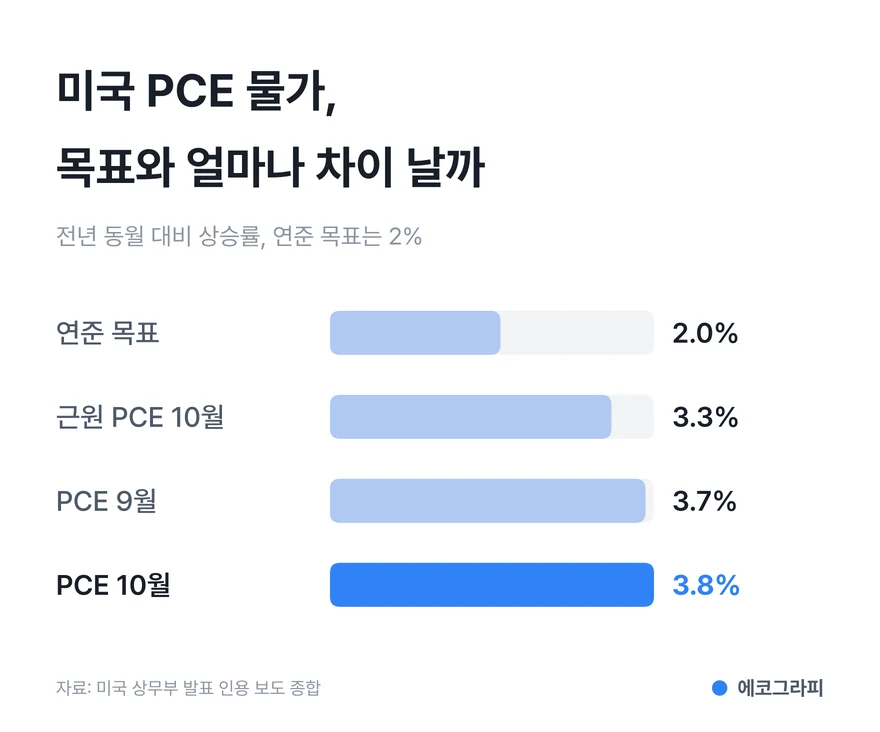 미국 PCE 물가,
목표와 얼마나 차이 날까
전년 동월 대비 상승률, 연준 목표는 2%
연준 목표 2.0%
근원 PCE 10월 3.3%
PCE 9월 3.7%
PCE 10월 3.8%
자료: 미국 상무부 발표 인용 보도 종합
에코그라피